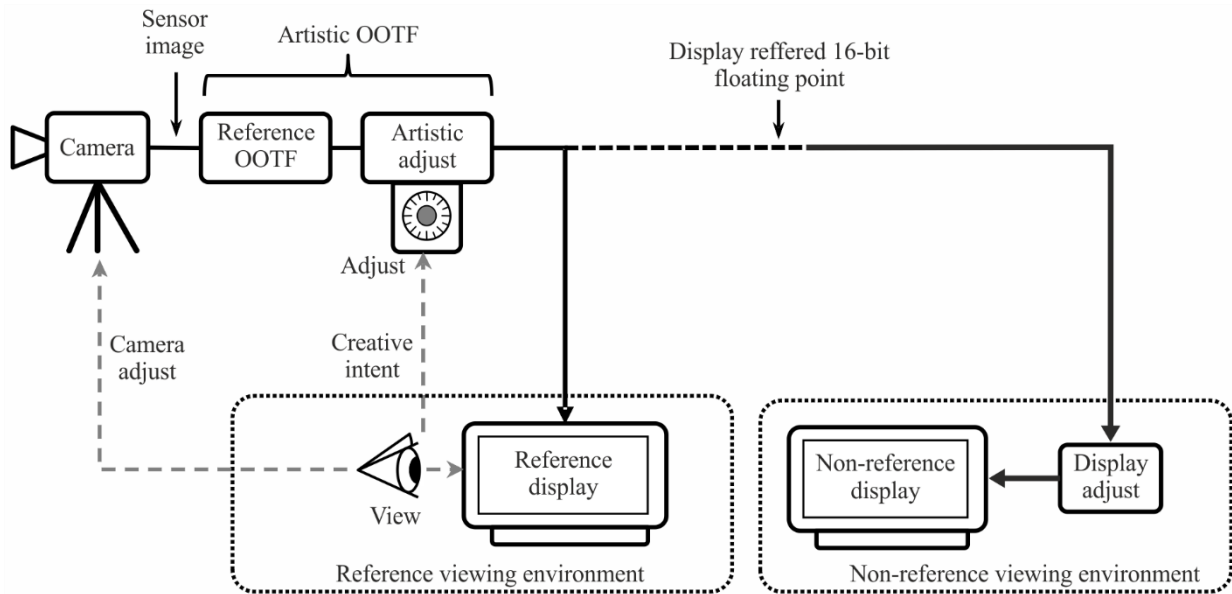 Sensor
image
Artistic OOTF
Display reffered 16-bit
floating point
Camera
Reference
OOTF
Artistic
adjust
Adjust
Camera
adjust
Creative
intent
View
Reference
display
Non-reference
display
Display
adjust
Reference viewing environment
Non-reference viewing environment